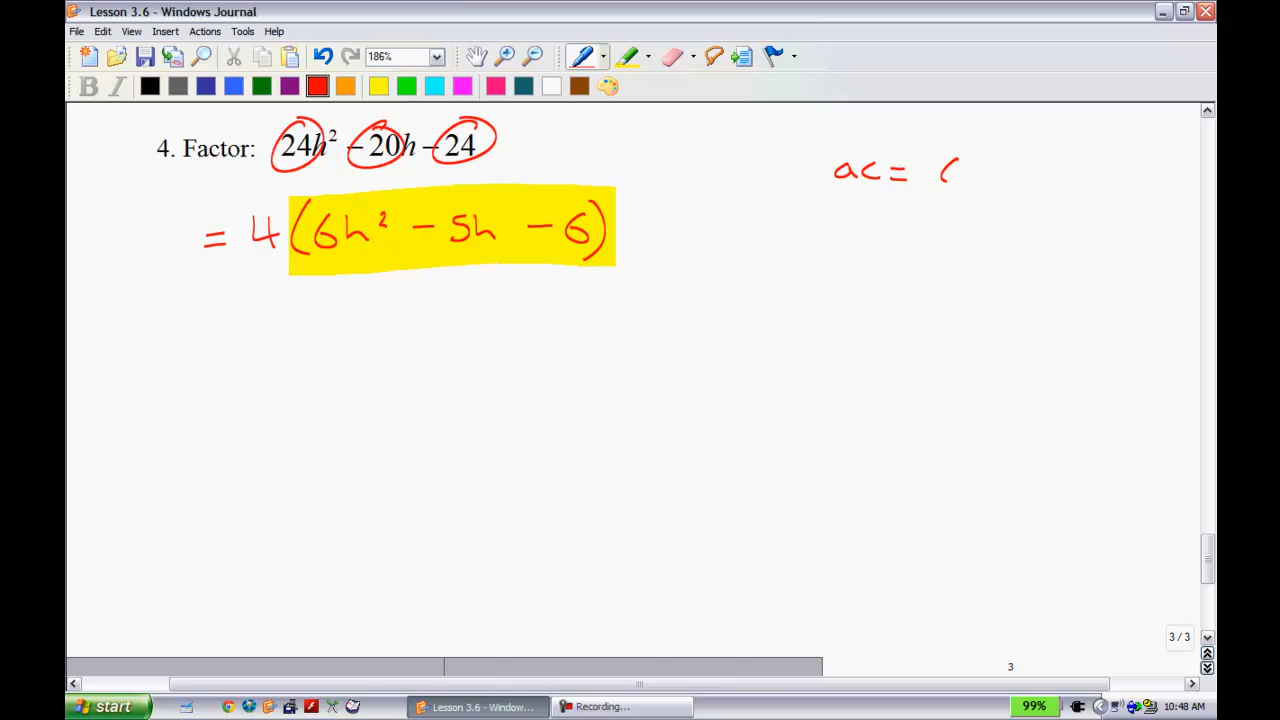 Lesson 3.6 - Windows Journal
File Edit View Insert Actions Tools Help
186%
B I
4. Factor: 24h² – 20h – 24
ac = (
= 4 (6h² – 5h – 6)
3 / 3
3
start
Lesson 3.6 - Window...
Recording...
99%
10:48 AM